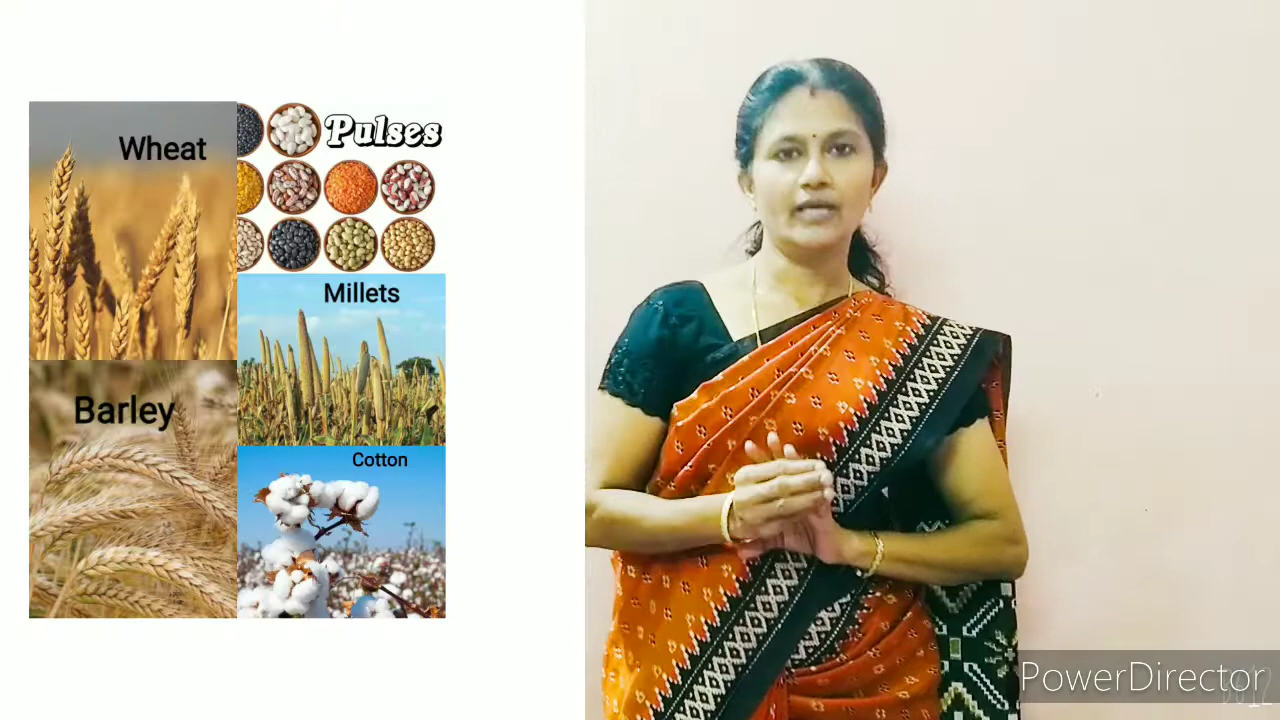 Wheat
Pulses
Millets
Barley
Cotton
PowerDirector